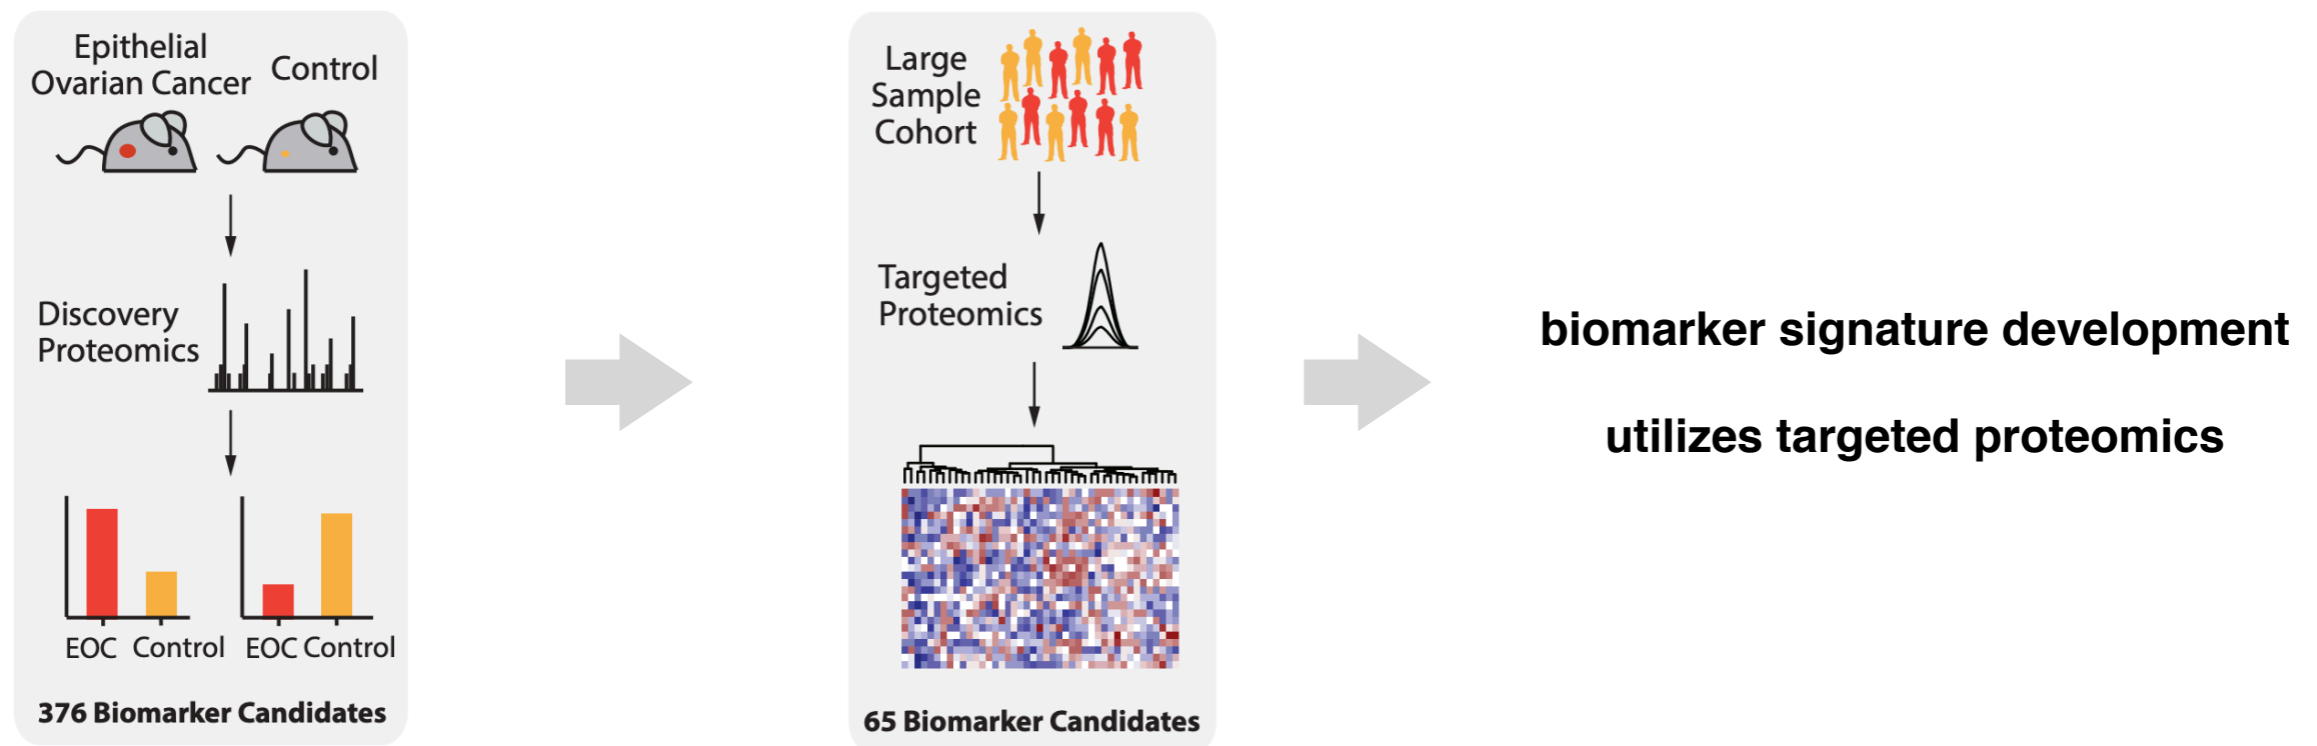 Epithelial
Ovarian Cancer
Control
Discovery
Proteomics
EOC Control
EOC Control
376 Biomarker Candidates
Large
Sample
Cohort
Targeted
Proteomics
65 Biomarker Candidates
biomarker signature development
utilizes targeted proteomics